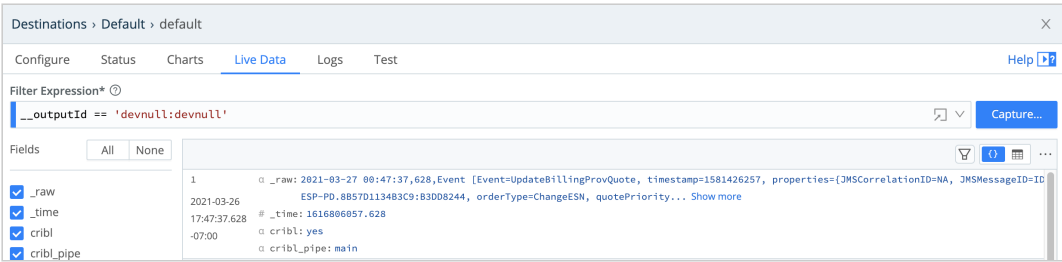 Destinations › Default › default
Configure Status Charts Live Data Logs Test Help
Filter Expression*
__outputId == 'devnull:devnull' Capture...
Fields All None
_raw
_time
cribl
cribl_pipe
1
2021-03-26
17:47:37.628
-07:00
α _raw: 2021-03-27 00:47:37,628,Event [Event=UpdateBillingProvQuote, timestamp=1581426257, properties={JMSCorrelationID=NA, JMSMessageID=ID
ESP-PD.8B57D1134B3C9:B3DD8244, orderType=ChangeESN, quotePriority... Show more
# _time: 1616806057.628
α cribl: yes
α cribl_pipe: main